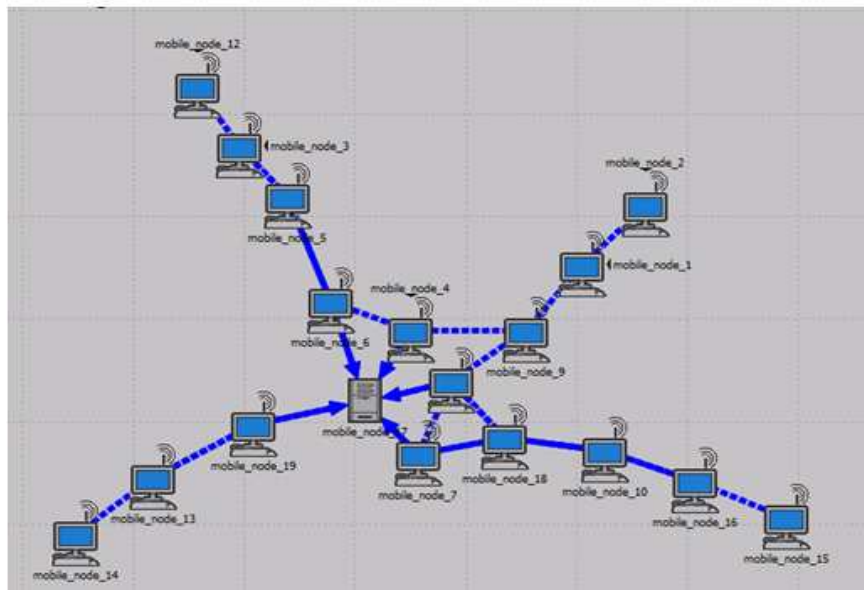 mobile_node_12
mobile_node_3
mobile_node_2
mobile_node_5
mobile_node_1
mobile_node_4
mobile_node_6
mobile_node_9
mobile_node_19
mobile_node_7
mobile_node_18
mobile_node_10
mobile_node_13
mobile_node_16
mobile_node_15
mobile_node_14